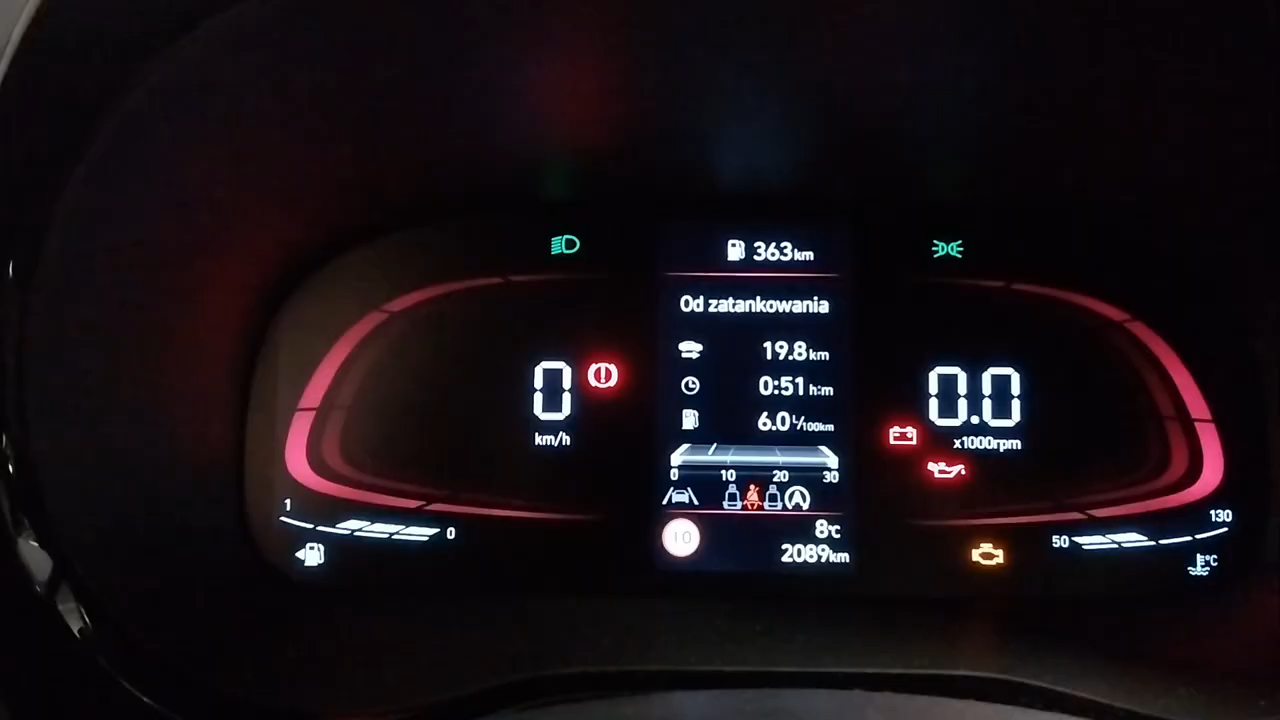 363km
Od zatankowania
19.8km
0:51 h:m
6.0 L/100km
0 10 20 30
A
10
8°C
2089km
0
km/h
1
0
0.0
x1000rpm
50
130
°C